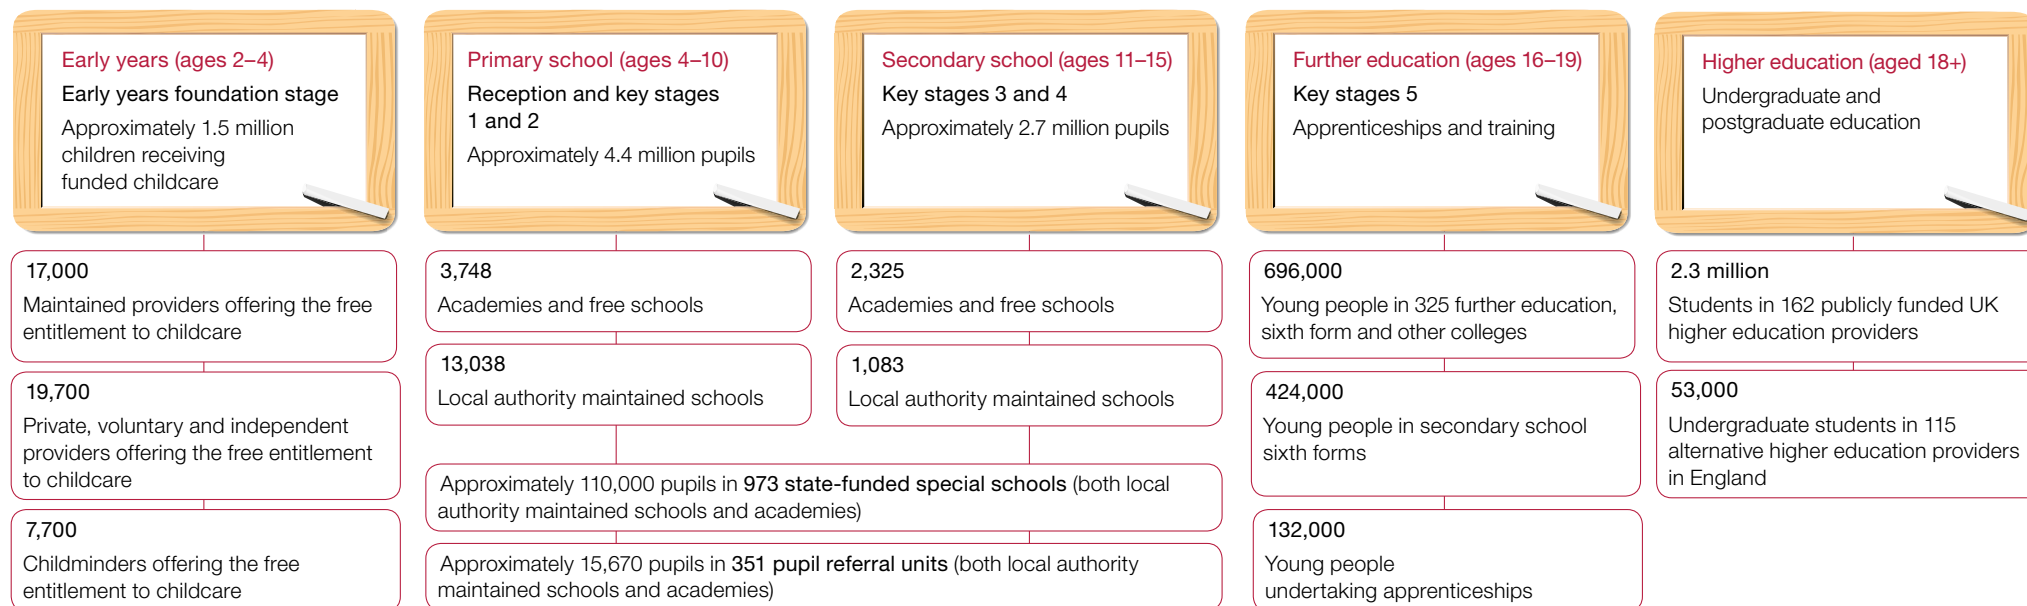 Early years (ages 2–4)
Early years foundation stage
Approximately 1.5 million
children receiving
funded childcare
17,000
Maintained providers offering the free
entitlement to childcare
19,700
Private, voluntary and independent
providers offering the free entitlement
to childcare
7,700
Childminders offering the free
entitlement to childcare
Primary school (ages 4–10)
Reception and key stages
1 and 2
Approximately 4.4 million pupils
3,748
Academies and free schools
13,038
Local authority maintained schools
Secondary school (ages 11–15)
Key stages 3 and 4
Approximately 2.7 million pupils
2,325
Academies and free schools
1,083
Local authority maintained schools
Approximately 110,000 pupils in 973 state-funded special schools (both local
authority maintained schools and academies)
Approximately 15,670 pupils in 351 pupil referral units (both local authority
maintained schools and academies)
Further education (ages 16–19)
Key stages 5
Apprenticeships and training
696,000
Young people in 325 further education,
sixth form and other colleges
424,000
Young people in secondary school
sixth forms
132,000
Young people
undertaking apprenticeships
Higher education (aged 18+)
Undergraduate and
postgraduate education
2.3 million
Students in 162 publicly funded UK
higher education providers
53,000
Undergraduate students in 115
alternative higher education providers
in England